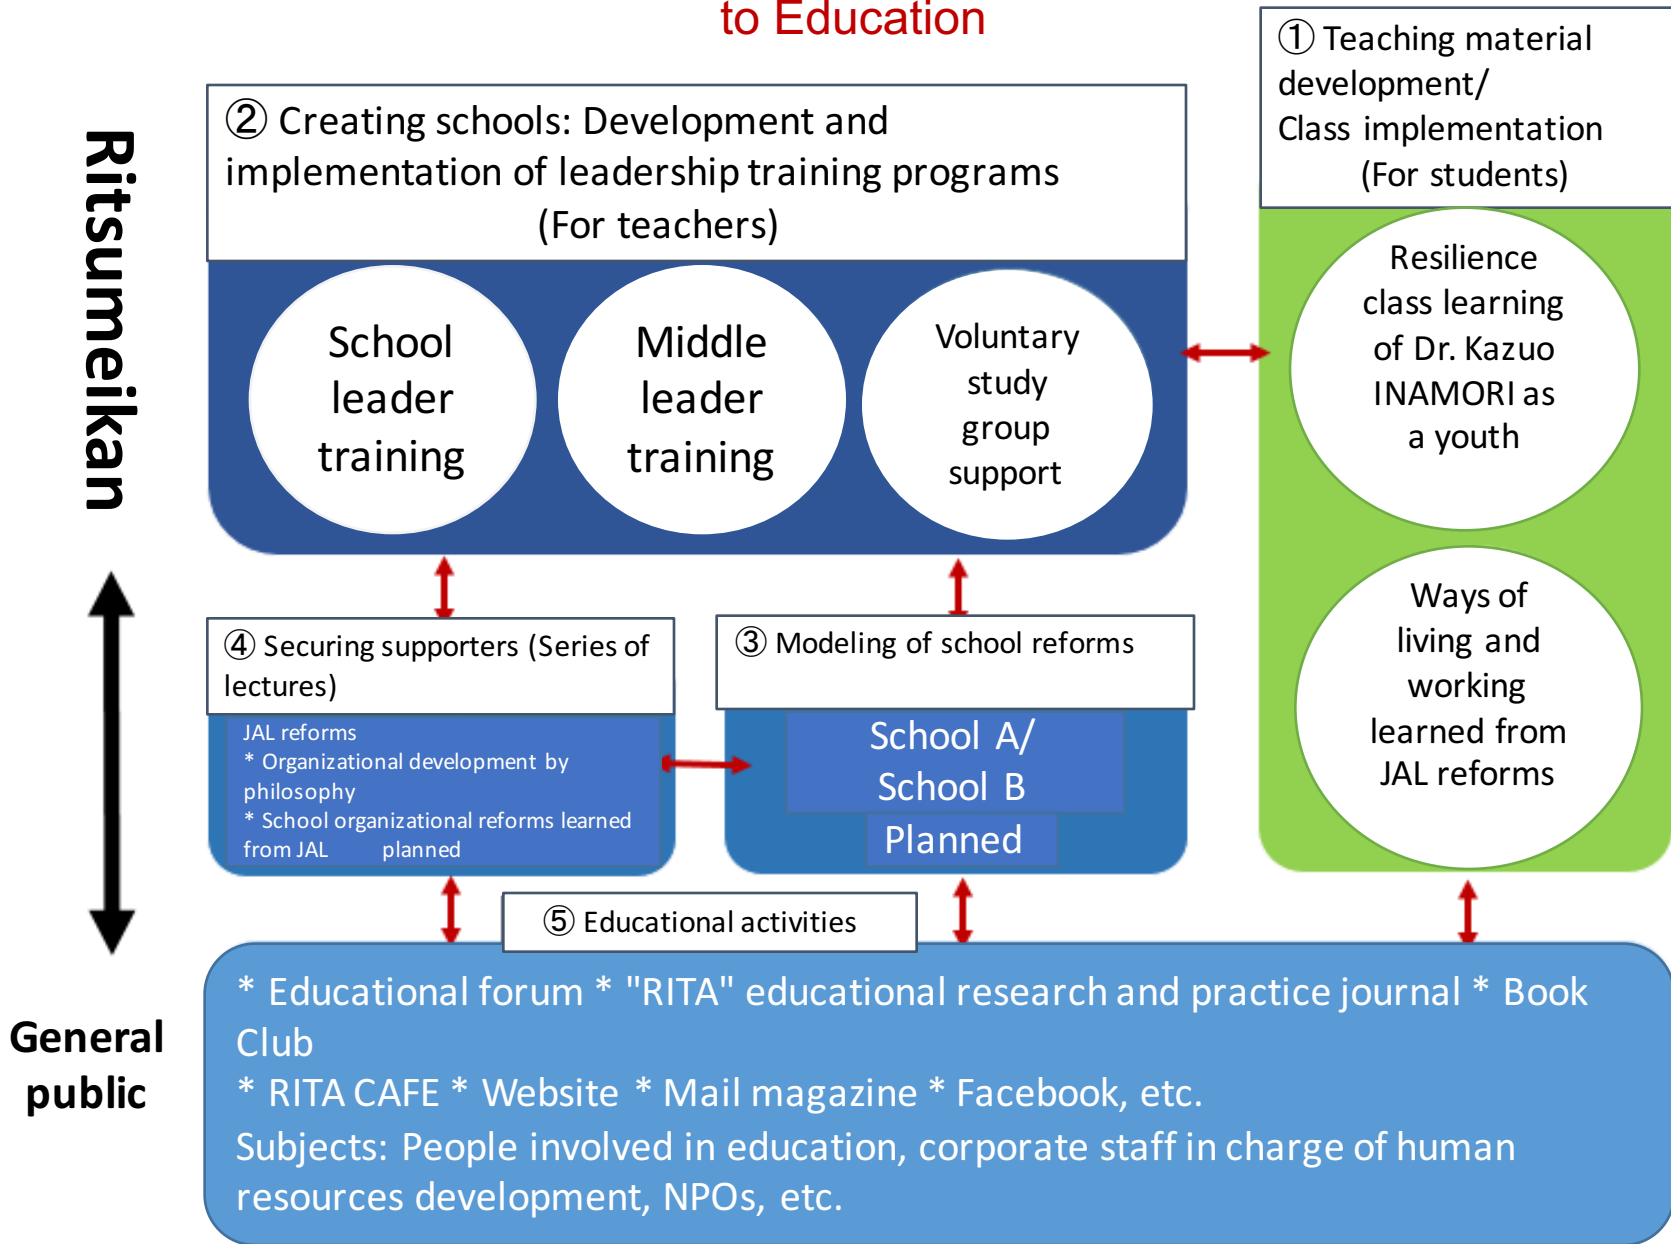 to Education
① Teaching material
development/
Class implementation
(For students)
② Creating schools: Development and
implementation of leadership training programs
(For teachers)
Ritsumeikan
School
leader
training
Middle
leader
training
Voluntary
study
group
support
Resilience
class learning
of Dr. Kazuo
INAMORI as
a youth
Ways of
living and
working
learned from
JAL reforms
④ Securing supporters (Series of
lectures)
JAL reforms
* Organizational development by
philosophy
* School organizational reforms learned
from JAL planned
③ Modeling of school reforms
School A/
School B
Planned
⑤ Educational activities
General
public
* Educational forum * "RITA" educational research and practice journal * Book
Club
* RITA CAFE * Website * Mail magazine * Facebook, etc.
Subjects: People involved in education, corporate staff in charge of human
resources development, NPOs, etc.